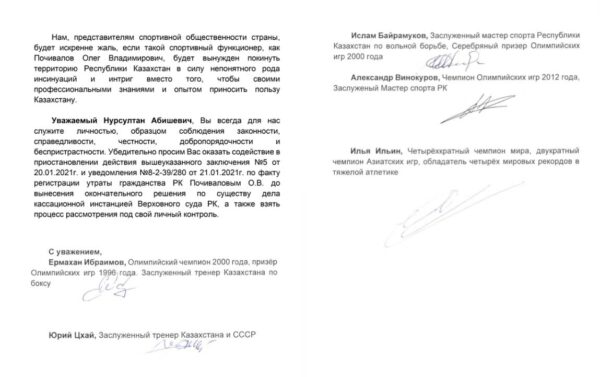 Нам, представителям спортивной общественности страны,
будет искренне жаль, если такой спортивный функционер, как
Почивалов Олег Владимирович, будет вынужден покинуть
территорию Республики Казахстан в силу непонятного рода
инсинуаций и интриг вместо того, чтобы своими
профессиональными знаниями и опытом приносить пользу
Казахстану.
Уважаемый Нурсултан Абишевич, Вы всегда для нас
служите личностью, образцом соблюдения законности,
справедливости, честности, добропорядочности и
беспристрастности. Убедительно просим Вас оказать содействие в
приостановлении действия вышеуказанного заключения №5 от
20.01.2021г. и уведомления №8-2-39/280 от 21.01.2021г. по факту
регистрации утраты гражданства РК Почиваловым О.В. до
вынесения окончательного решения по существу дела
кассационной инстанцией Верховного суда РК, а также взять
процесс рассмотрения под свой личный контроль.
С уважением,
Ермахан Ибраимов, Олимпийский чемпион 2000 года, призёр
Олимпийских игр 1996 года. Заслуженный тренер Казахстана по
боксу
Юрий Цхай, Заслуженный тренер Казахстана и СССР
Ислам Байрамуков, Заслуженный мастер спорта Республики
Казахстан по вольной борьбе, Серебряный призер Олимпийских
игр 2000 года
Александр Винокуров, Чемпион Олимпийских игр 2012 года,
Заслуженый Мастер спорта РК
Илья Ильин, Четырёхкратный чемпион мира, двукратный
чемпион Азиатских игр, обладатель четырёх мировых рекордов в
тяжелой атлетике